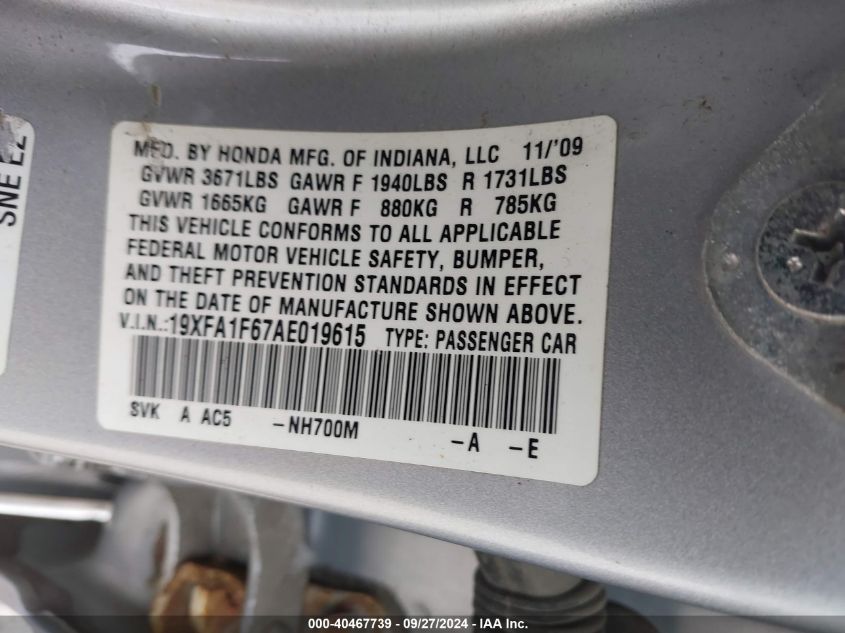 SNE EZ
MFD. BY HONDA MFG. OF INDIANA, LLC 11/'09
GVWR 3671LBS GAWR F 1940LBS R 1731LBS
GVWR 1665KG GAWR F 880KG R 785KG
THIS VEHICLE CONFORMS TO ALL APPLICABLE
FEDERAL MOTOR VEHICLE SAFETY, BUMPER,
AND THEFT PREVENTION STANDARDS IN EFFECT
ON THE DATE OF MANUFACTURE SHOWN ABOVE.
V.I.N.:19XFA1F67AE019615 TYPE: PASSENGER CAR
SVK A AC5 -NH700M -A -E
000-40467739 - 09/27/2024 - IAA Inc.